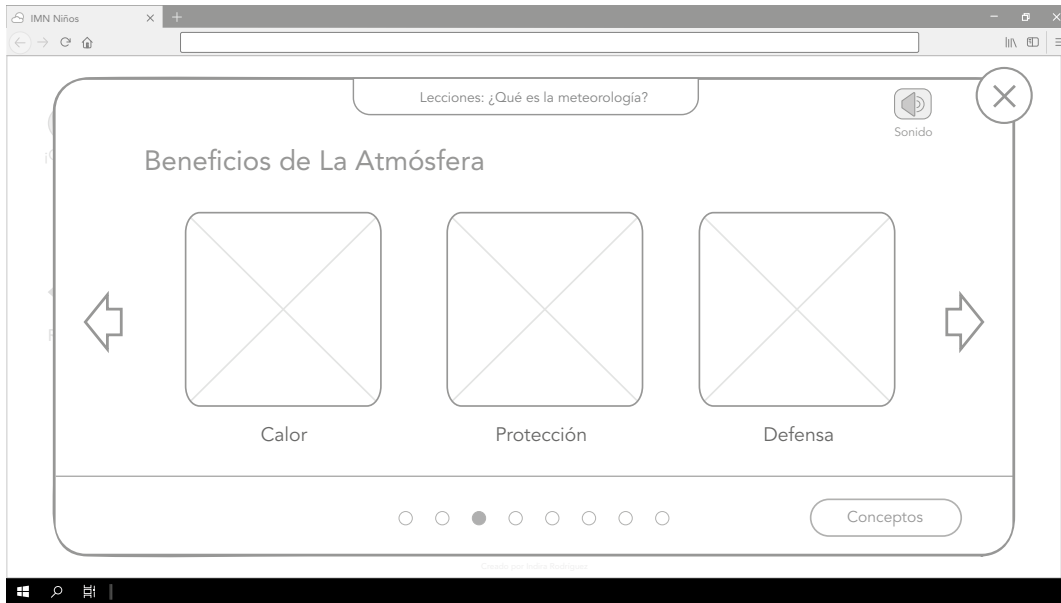 IMN Niños
Lecciones: ¿Qué es la meteorología?
Sonido
Beneficios de La Atmósfera
Calor
Protección
Defensa
Conceptos